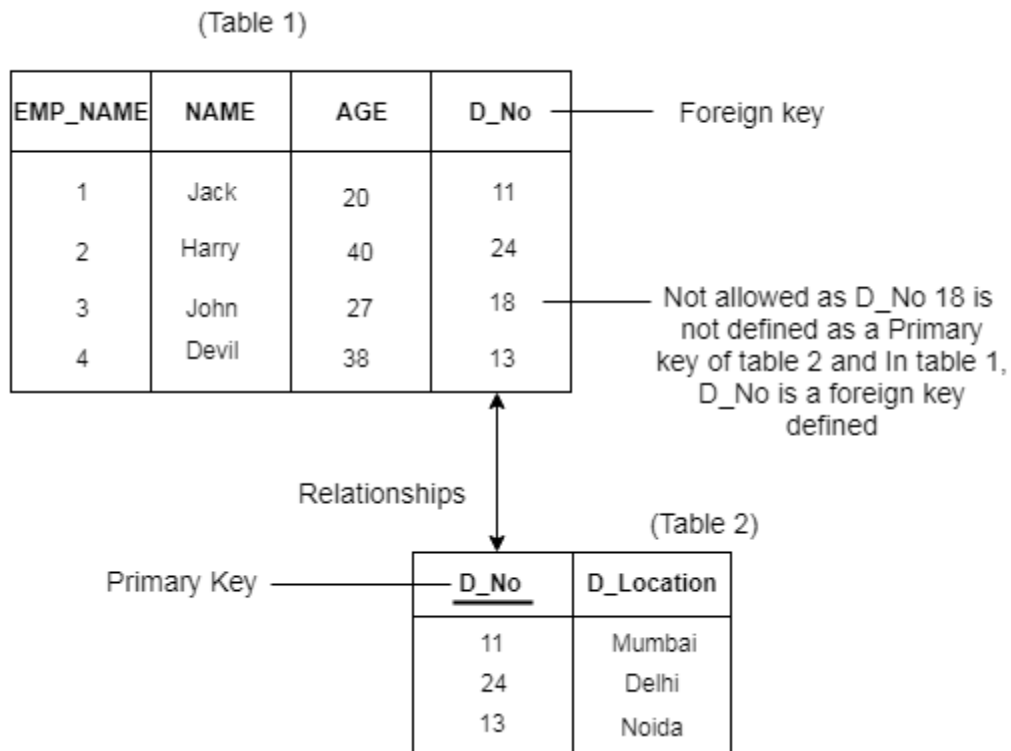 (Table 1)
EMP_NAME NAME AGE D_No Foreign key
1 Jack 20 11
2 Harry 40 24
3 John 27 18
4 Devil 38 13
Not allowed as D_No 18 is
not defined as a Primary
key of table 2 and In table 1,
D_No is a foreign key
defined
Relationships
(Table 2)
Primary Key D_No D_Location
11 Mumbai
24 Delhi
13 Noida